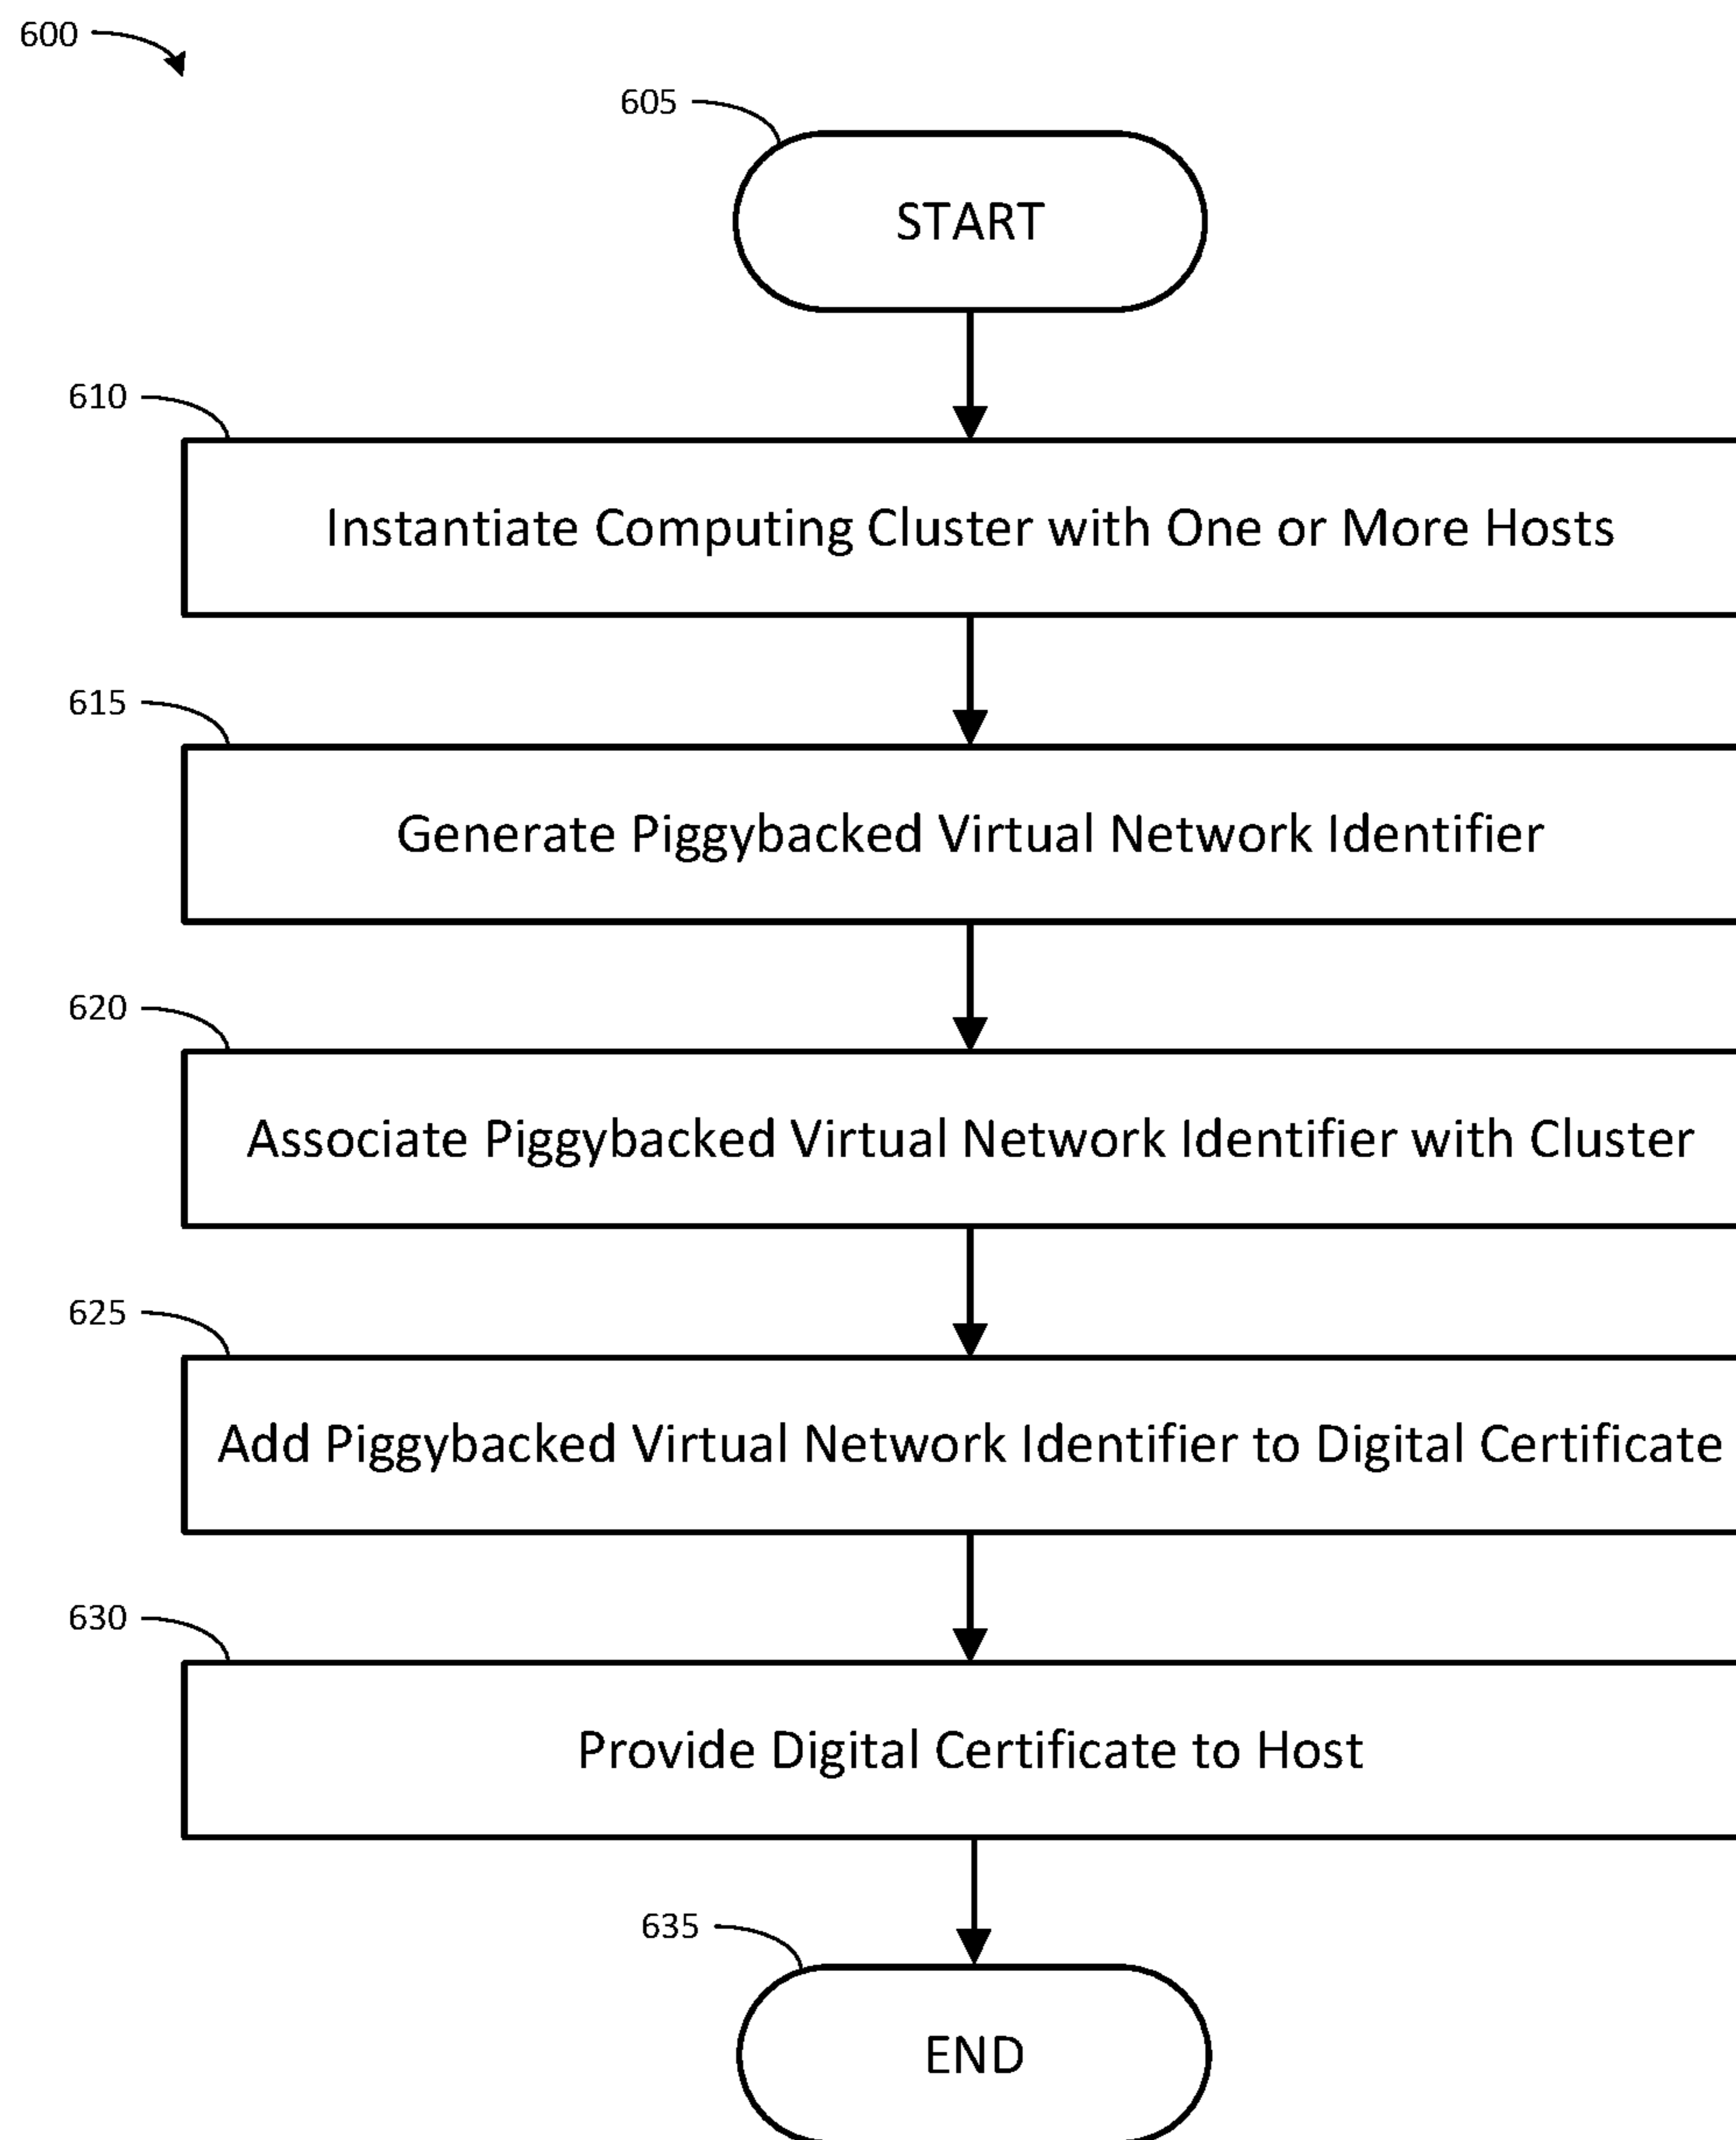 600
605
START
610
Instantiate Computing Cluster with One or More Hosts
615
Generate Piggybacked Virtual Network Identifier
620
Associate Piggybacked Virtual Network Identifier with Cluster
625
Add Piggybacked Virtual Network Identifier to Digital Certificate
630
Provide Digital Certificate to Host
635
END